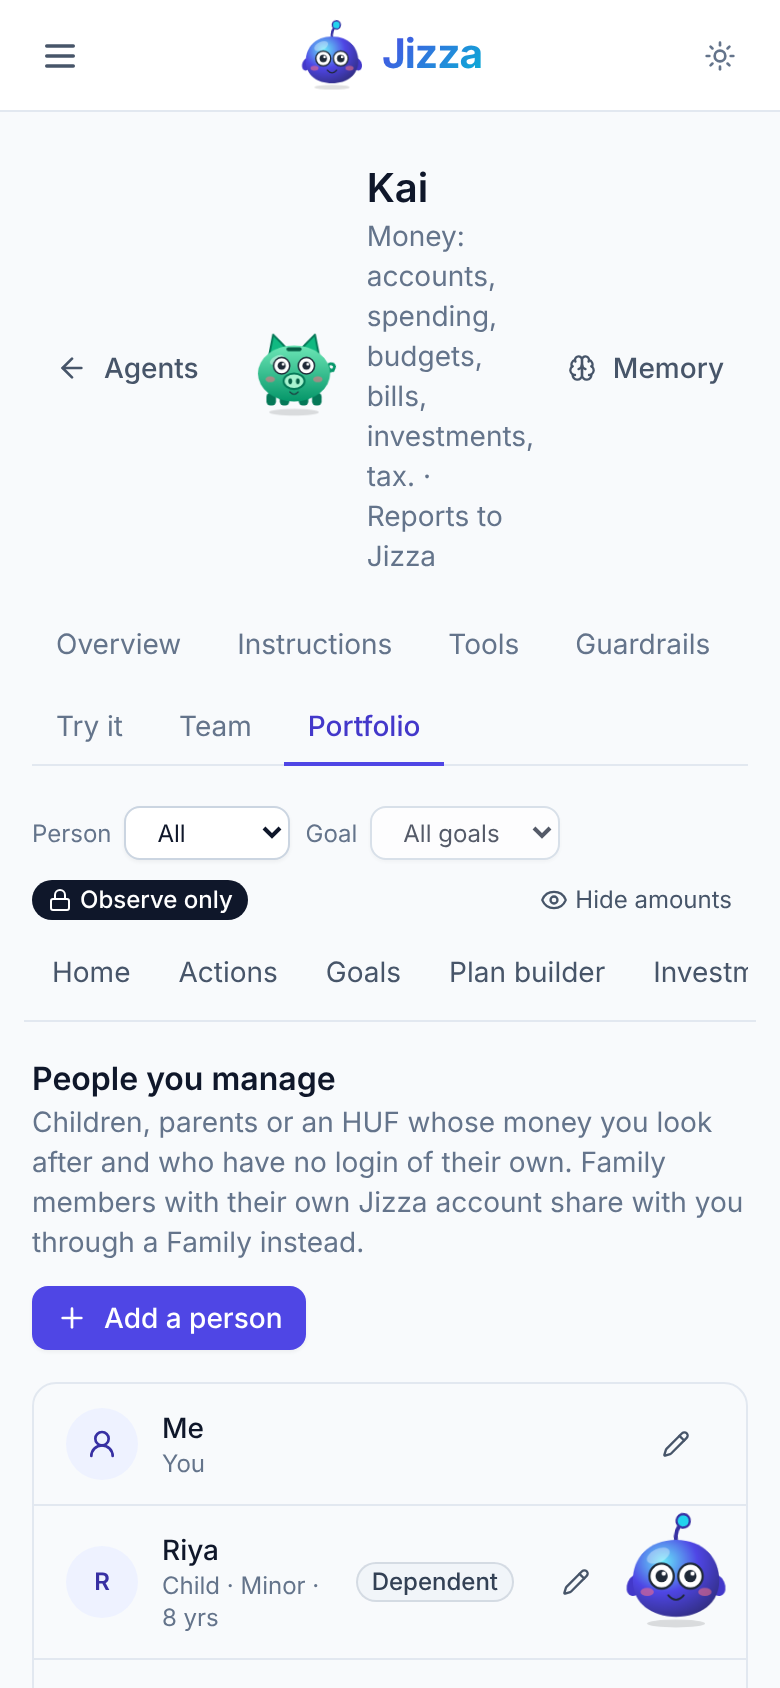 Jizza
Kai
Money:
accounts,
spending,
budgets,
bills,
investments,
tax. ·
Reports to
Jizza
Agents
Memory
Overview Instructions Tools Guardrails
Try it Team Portfolio
Person All Goal All goals
Observe only Hide amounts
Home Actions Goals Plan builder Investm
People you manage
Children, parents or an HUF whose money you look
after and who have no login of their own. Family
members with their own Jizza account share with you
through a Family instead.
+ Add a person
Me
You
R
Riya
Child · Minor ·
8 yrs
Dependent